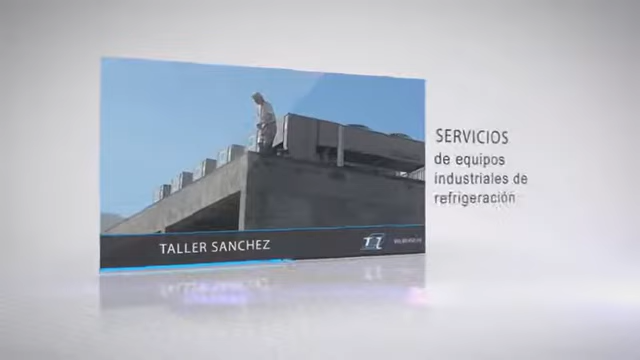 SERVICIOS
de equipos
industriales de
refrigeración
TALLER SANCHEZ